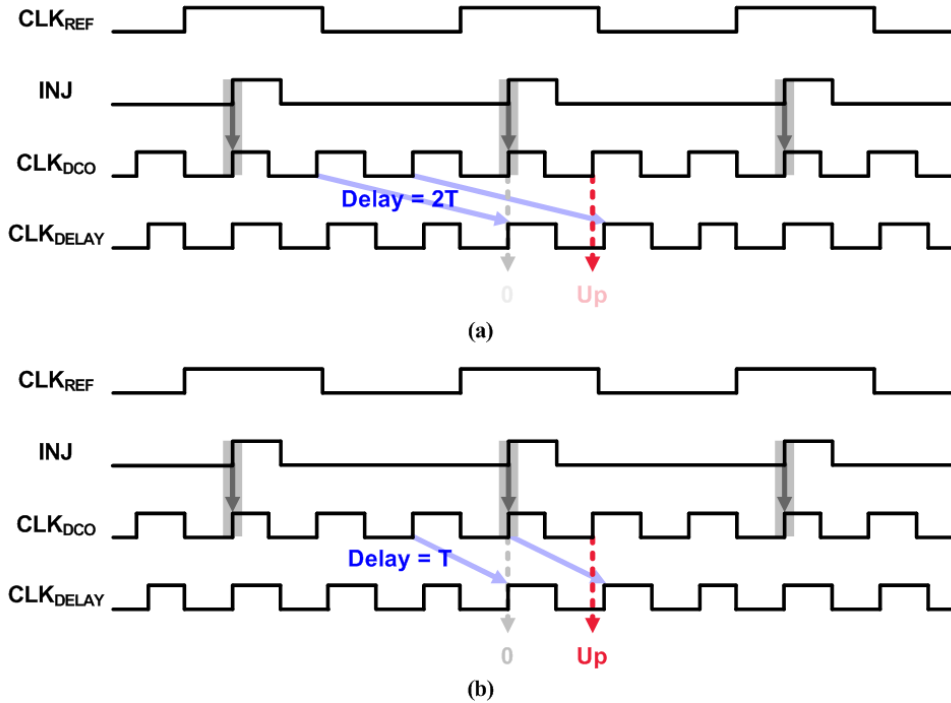 CLKREF
INJ
CLKDCO
Delay = 2T
CLKDELAY
0 Up
(a)
CLKREF
INJ
CLKDCO
Delay = T
CLKDELAY
0 Up
(b)